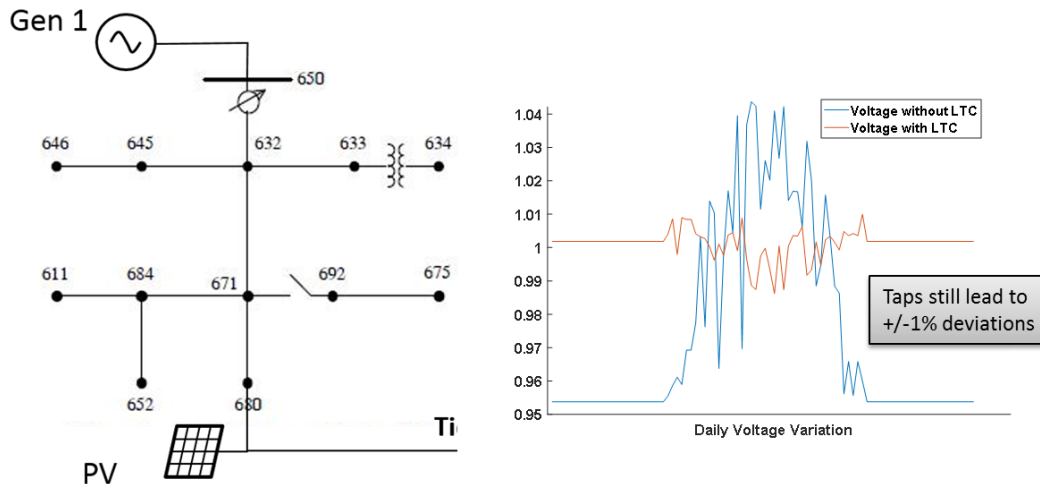 Gen 1
650
646
645
632
633
634
611
684
671
692
675
652
680
Ti
PV
1.04
1.03
1.02
1.01
1
0.99
0.98
0.97
0.96
0.95
Voltage without LTC
Voltage with LTC
Taps still lead to
+/-1% deviations
Daily Voltage Variation